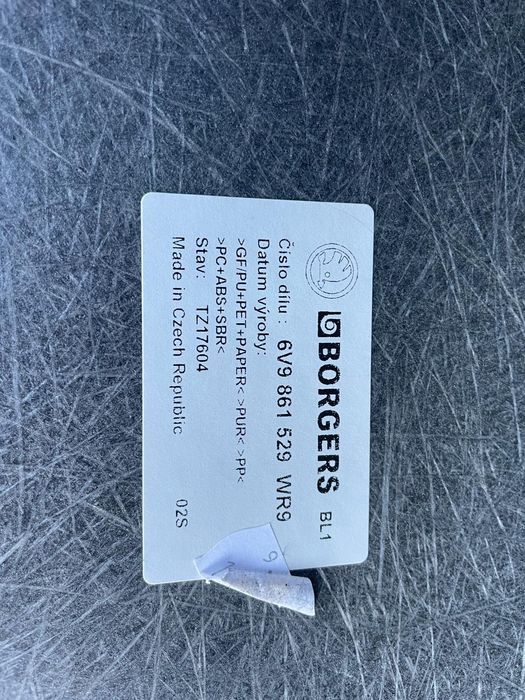 BORGERS BL1
Číslo dílu : 6V9 861 529 WR9
Datum výroby:
>GF/PU+PET+PAPER< >PUR< >PP<
>PC+ABS+SBR<
Stav: TZ17604
Made in Czech Republic 02S
9